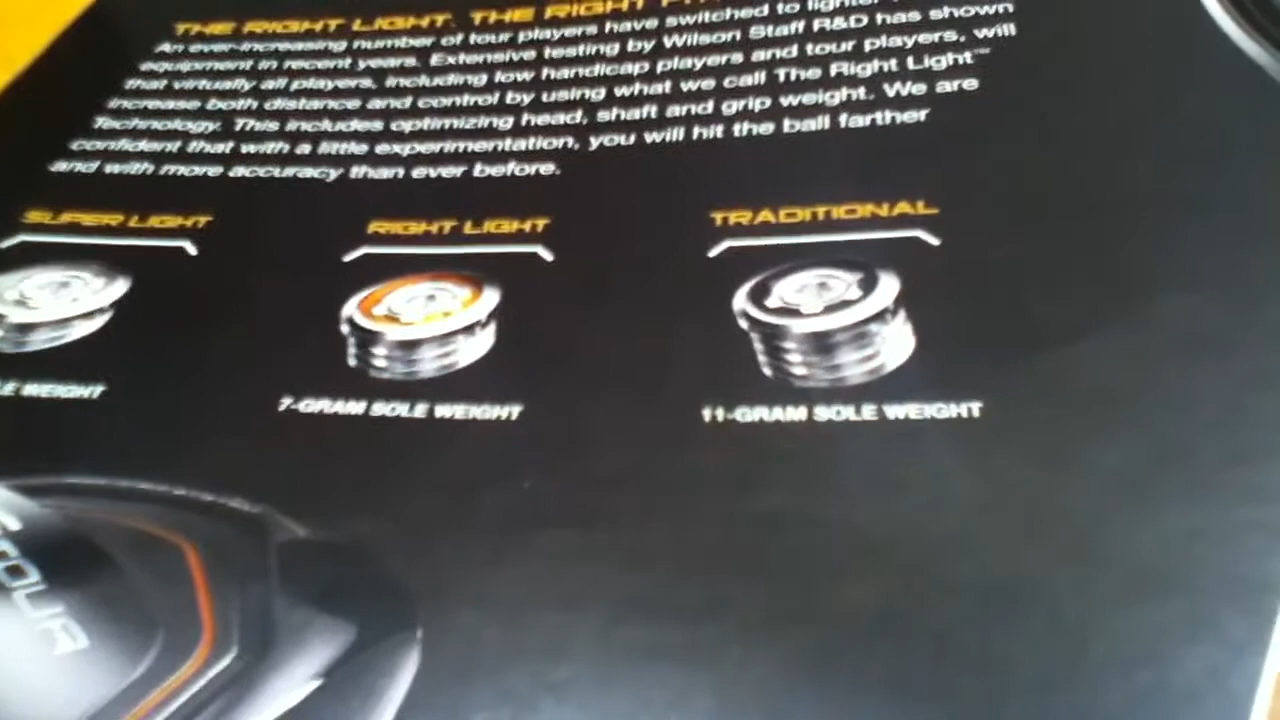 THE RIGHT LIGHT. THE RIGHT
An ever-increasing number of tour players have switched to lighter
equipment in recent years. Extensive testing by Wilson Staff R&D has shown
that virtually all players, including low handicap players and tour players, will
increase both distance and control by using what we call The Right Light™
Technology. This includes optimizing head, shaft and grip weight. We are
confident that with a little experimentation, you will hit the ball farther
and with more accuracy than ever before.
SUPER LIGHT RIGHT LIGHT TRADITIONAL
WEIGHT 7-GRAM SOLE WEIGHT 11-GRAM SOLE WEIGHT
TOUR